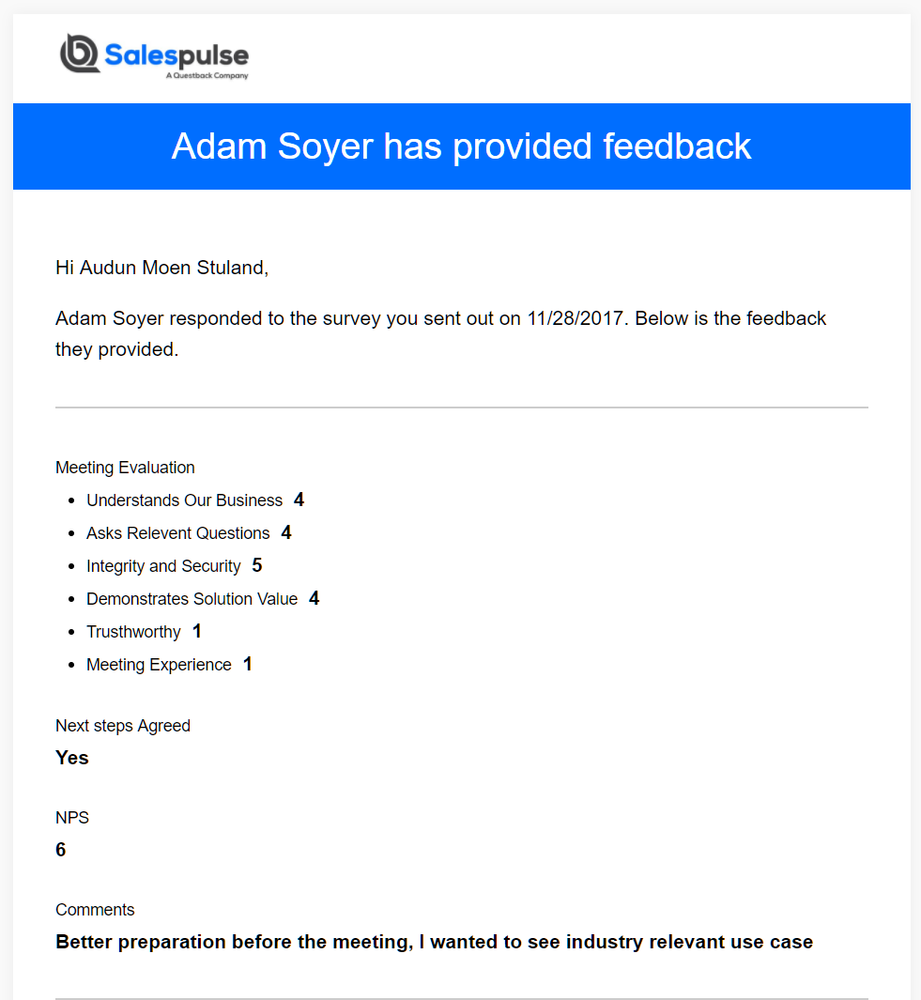 Salespulse
A Questback Company
Adam Soyer has provided feedback
Hi Audun Moen Stuland,
Adam Soyer responded to the survey you sent out on 11/28/2017. Below is the feedback
they provided.
Meeting Evaluation
• Understands Our Business 4
• Asks Relevent Questions 4
• Integrity and Security 5
• Demonstrates Solution Value 4
• Trusthworthy 1
• Meeting Experience 1
Next steps Agreed
Yes
NPS
6
Comments
Better preparation before the meeting, I wanted to see industry relevant use case